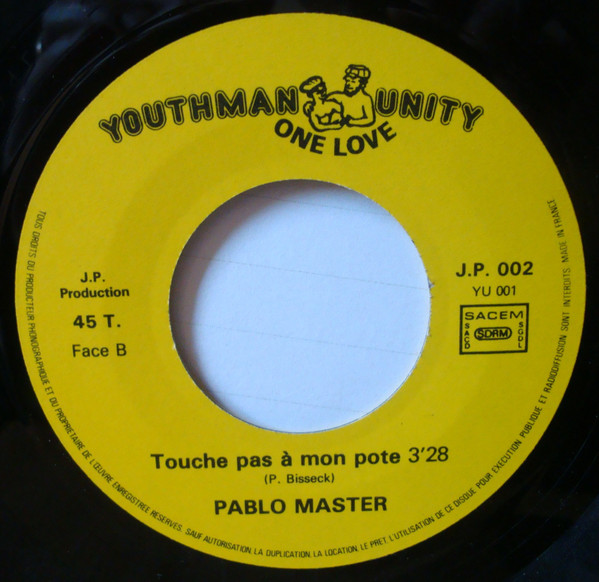 YOUTHMAN UNITY
ONE LOVE
J.P.
Production
45 T.
Face B
J.P. 002
YU 001
SACEM
SACD
SDRM
SGDL
Touche pas à mon pote 3'28
(P. Bisseck)
PABLO MASTER
TOUS DROITS DU PRODUCTEUR PHONOGRAPHIQUE ET DU PROPRIETAIRE DE L'ŒUVRE ENREGISTREE RESERVES. SAUF AUTORISATION, LA DUPLICATION, LA LOCATION, LE PRET, L'UTILISATION DE CE DISQUE POUR EXECUTION PUBLIQUE ET RADIODIFFUSION SONT INTERDITS. MADE IN FRANCE